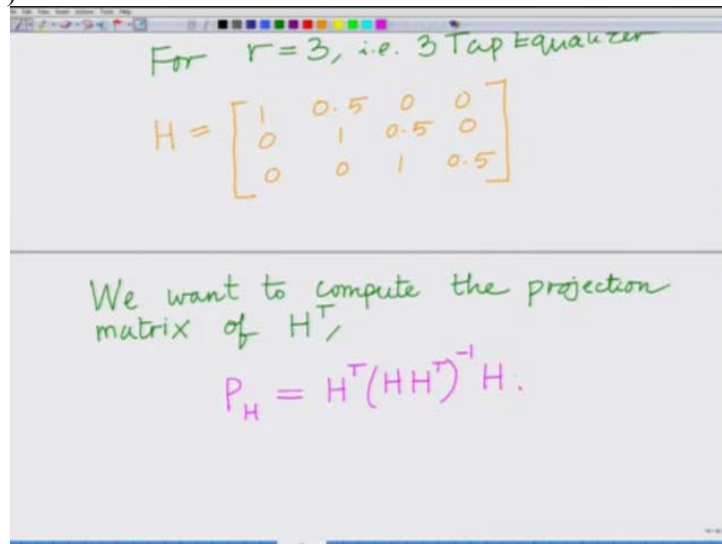 For r = 3, i.e. 3 Tap Equalizer
H = [ 1 0.5 0 0
0 1 0.5 0
0 0 1 0.5 ]
We want to compute the projection
matrix of H^T,
P_H = H^T (H H^T)^{-1} H.